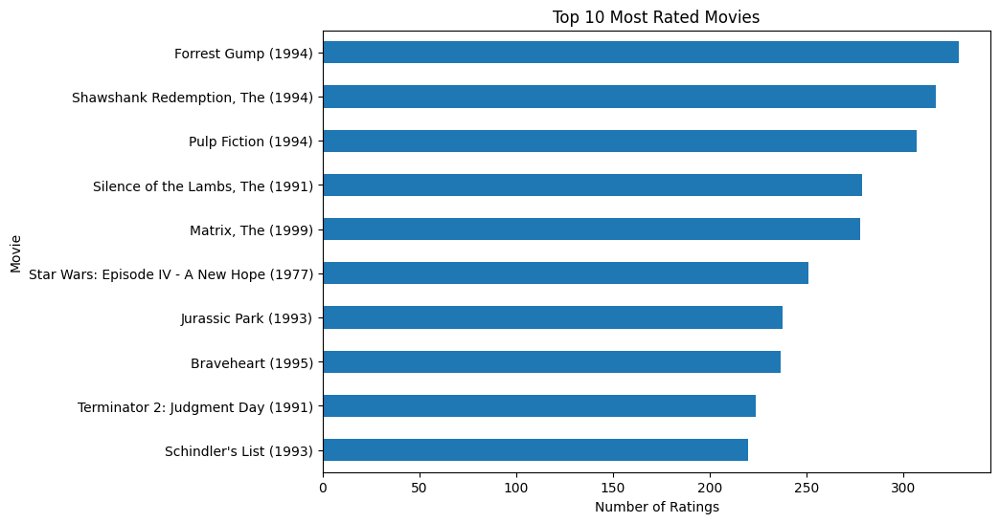 Top 10 Most Rated Movies
Forrest Gump (1994)
Shawshank Redemption, The (1994)
Pulp Fiction (1994)
Silence of the Lambs, The (1991)
Matrix, The (1999)
Movie
Star Wars: Episode IV - A New Hope (1977)
Jurassic Park (1993)
Braveheart (1995)
Terminator 2: Judgment Day (1991)
Schindler's List (1993)
0 50 100 150 200 250 300
Number of Ratings